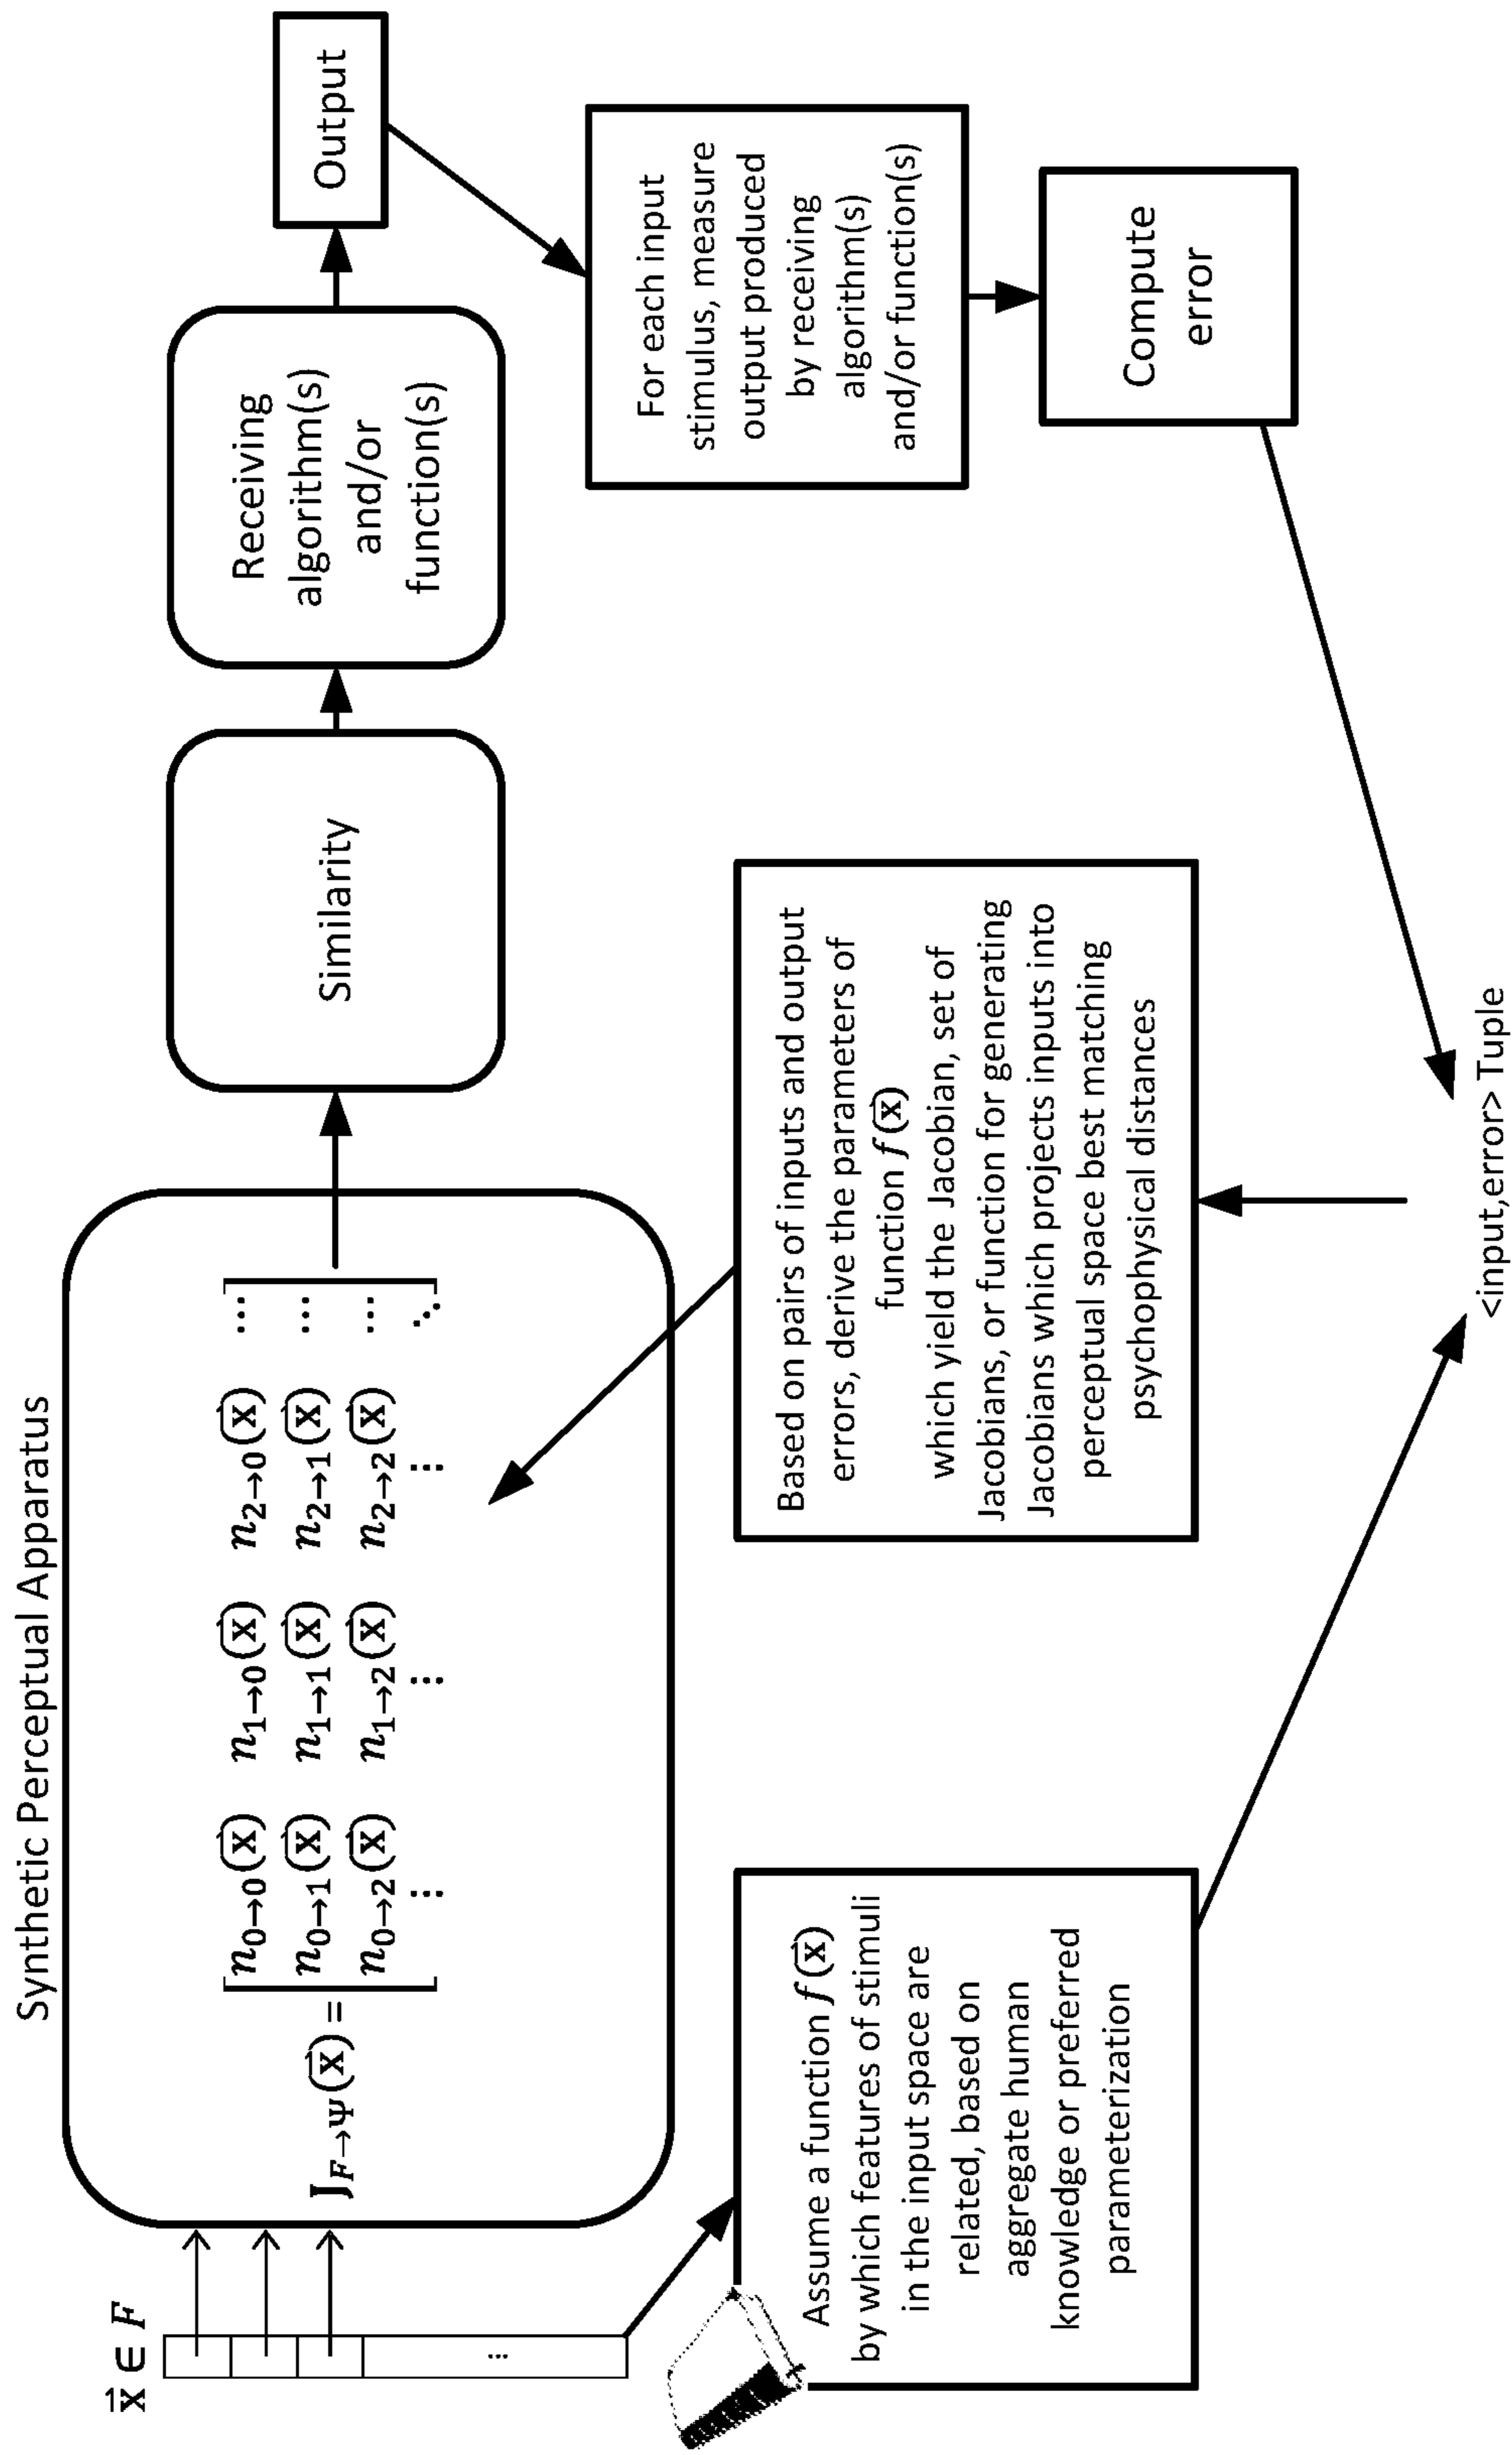 Synthetic Perceptual Apparatus
x⃗ ∈ F
...
J_{F→Ψ}(x⃗) =
n_{0→0}(x⃗) n_{1→0}(x⃗) n_{2→0}(x⃗) ...
n_{0→1}(x⃗) n_{1→1}(x⃗) n_{2→1}(x⃗) ...
n_{0→2}(x⃗) n_{1→2}(x⃗) n_{2→2}(x⃗) ...
⋮ ⋮ ⋮ ⋱
Similarity
Receiving
algorithm(s)
and/or
function(s)
Output
Assume a function f(x⃗)
by which features of stimuli
in the input space are
related, based on
aggregate human
knowledge or preferred
parameterization
Based on pairs of inputs and output
errors, derive the parameters of
function f(x⃗)
which yield the Jacobian, set of
Jacobians, or function for generating
Jacobians which projects inputs into
perceptual space best matching
psychophysical distances
For each input
stimulus, measure
output produced
by receiving
algorithm(s)
and/or function(s)
Compute
error
<input,error> Tuple